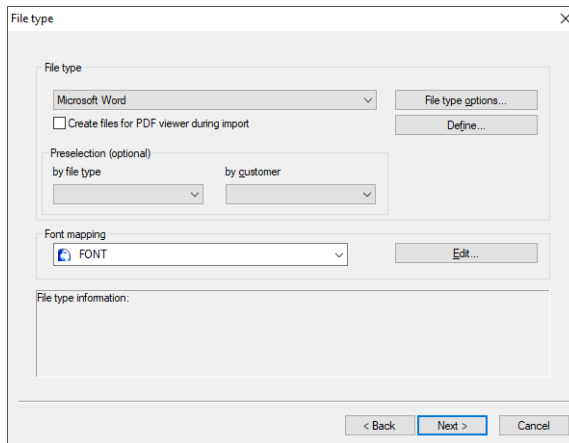 File type
File type
Microsoft Word
File type options...
Create files for PDF viewer during import
Define...
Preselection (optional)
by file type
by customer
Font mapping
FONT
Edit...
File type information:
< Back
Next >
Cancel